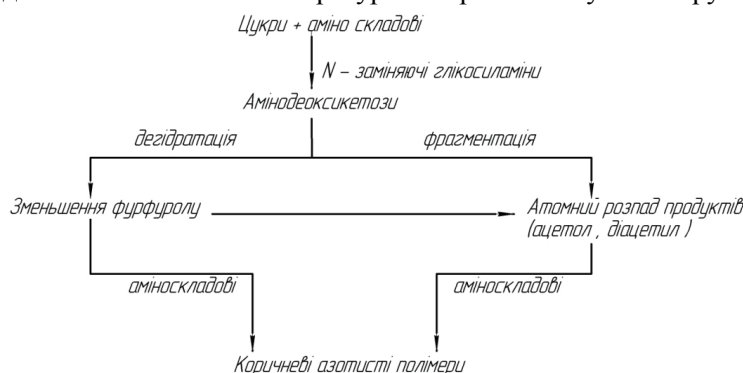 Цукри + аміно складові
N – заміняючі глікосиламіни
Амінодеоксикетози
дегідратація
фрагментація
Зменьшення фурфуролу
Атомний розпад продуктів
(ацетол , діацетил )
аміноскладові
аміноскладові
Коричневі азотисті полімери